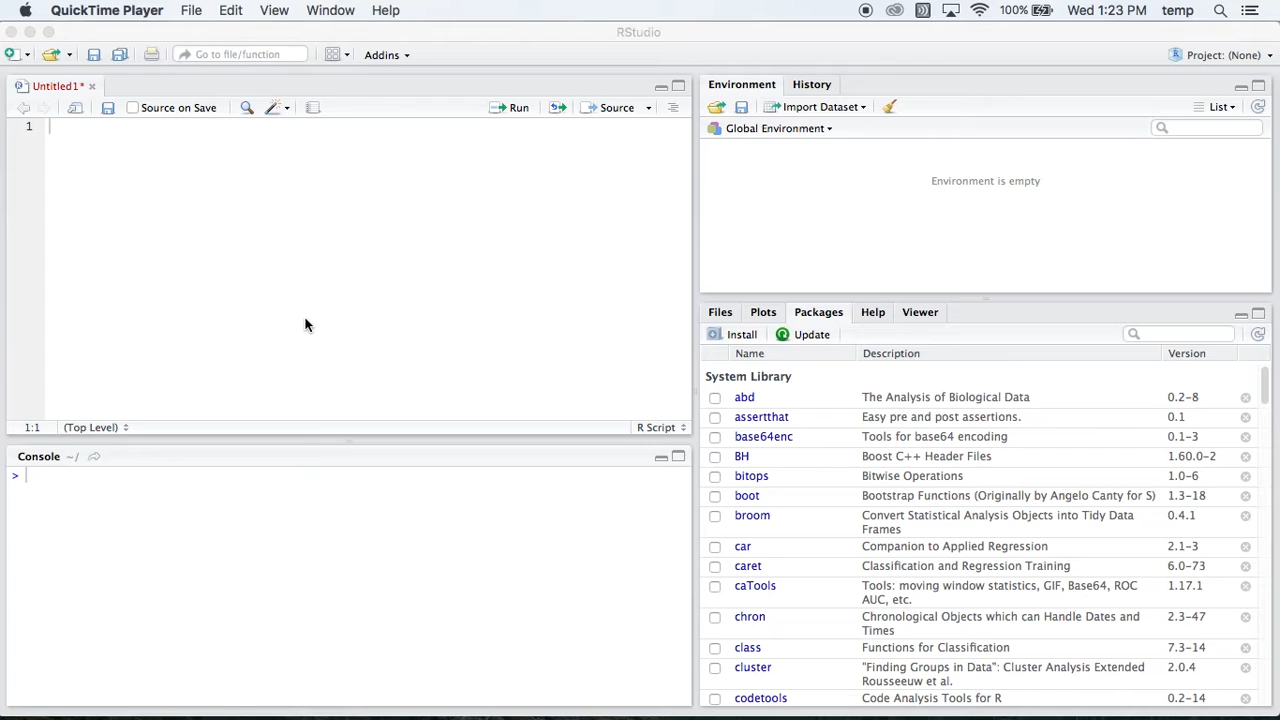 QuickTime Player File Edit View Window Help 100% Wed 1:23 PM temp
RStudio
Go to file/function Addins Project: (None)
Untitled1*
Source on Save Run Source
1
1:1 (Top Level) R Script
Console ~/
>
Environment History
Import Dataset List
Global Environment
Environment is empty
Files Plots Packages Help Viewer
Install Update
Name Description Version
System Library
abd The Analysis of Biological Data 0.2-8
assertthat Easy pre and post assertions. 0.1
base64enc Tools for base64 encoding 0.1-3
BH Boost C++ Header Files 1.60.0-2
bitops Bitwise Operations 1.0-6
boot Bootstrap Functions (Originally by Angelo Canty for S) 1.3-18
broom Convert Statistical Analysis Objects into Tidy Data 0.4.1
Frames
car Companion to Applied Regression 2.1-3
caret Classification and Regression Training 6.0-73
caTools Tools: moving window statistics, GIF, Base64, ROC 1.17.1
AUC, etc.
chron Chronological Objects which can Handle Dates and 2.3-47
Times
class Functions for Classification 7.3-14
cluster "Finding Groups in Data": Cluster Analysis Extended 2.0.4
Rousseeuw et al.
codetools Code Analysis Tools for R 0.2-14